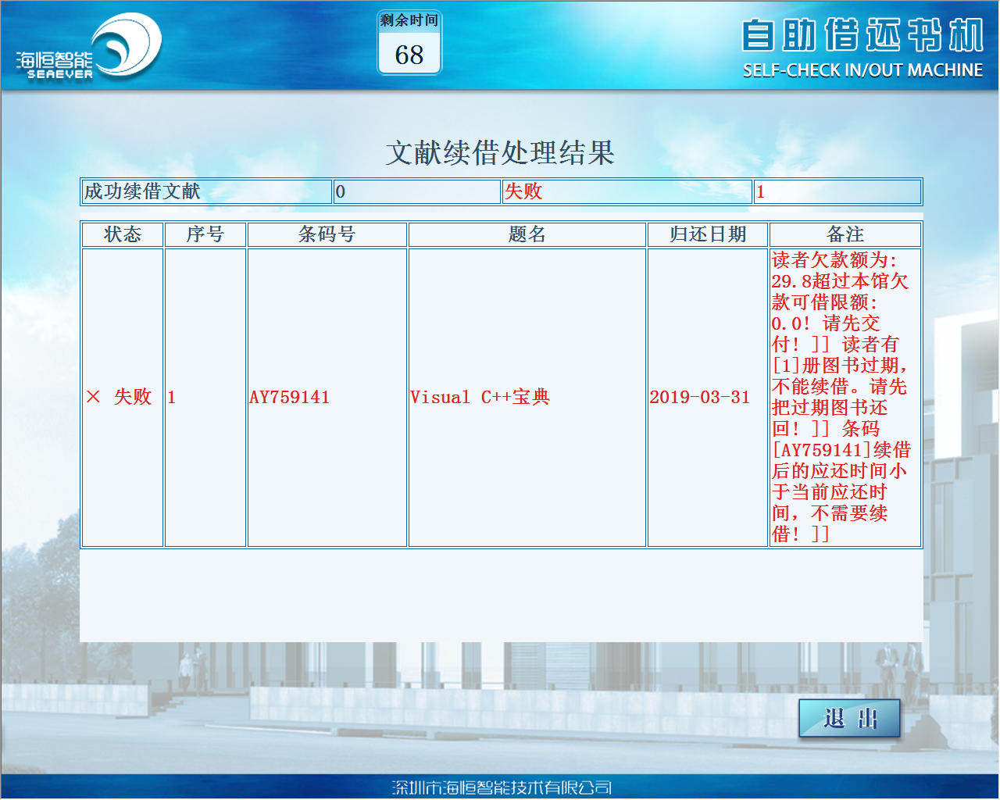 海恒智能
SEAEVER
剩余时间
68
自助借还书机
SELF-CHECK IN/OUT MACHINE
文献续借处理结果
成功续借文献 0 失败 1
状态 序号 条码号 题名 归还日期 备注
× 失败 1 AY759141 Visual C++宝典 2019-03-31
读者欠款额为:
29.8超过本馆欠
款可借限额:
0.0! 请先交
付! ]] 读者有
[1]册图书过期,
不能续借。请先
把过期图书还
回! ]] 条码
[AY759141]续借
后的应还时间小
于当前应还时
间, 不需要续
借! ]]
退 出
深圳市海恒智能技术有限公司